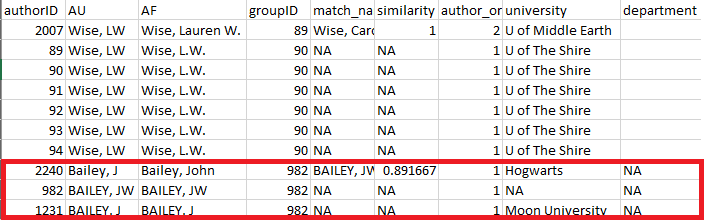 authorID AU AF groupID match_na similarity author_or university department
2007 Wise, LW Wise, Lauren W. 89 Wise, Carc 1 2 U of Middle Earth
89 Wise, LW Wise, L.W. 90 NA NA 1 U of The Shire
90 Wise, LW Wise, L.W. 90 NA NA 1 U of The Shire
91 Wise, LW Wise, L.W. 90 NA NA 1 U of The Shire
92 Wise, LW Wise, L.W. 90 NA NA 1 U of The Shire
93 Wise, LW Wise, L.W. 90 NA NA 1 U of The Shire
94 Wise, LW Wise, L.W. 90 NA NA 1 U of The Shire
2240 Bailey, J Bailey, John 982 BAILEY, JW 0.891667 1 Hogwarts NA
982 BAILEY, JW BAILEY, JW 982 NA NA 1 NA NA
1231 BAILEY, J BAILEY, J 982 NA NA 1 Moon University NA